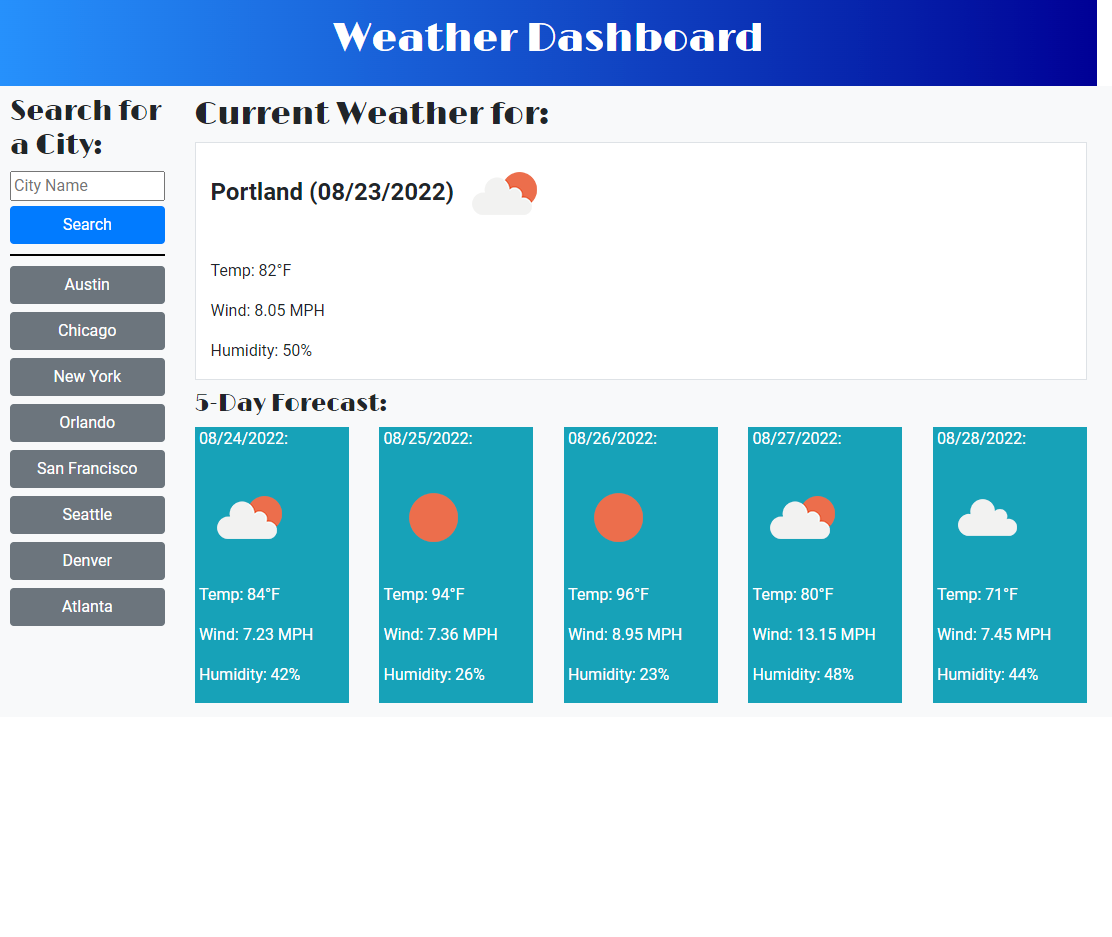 Weather Dashboard
Search for
a City:
City Name
Search
Austin
Chicago
New York
Orlando
San Francisco
Seattle
Denver
Atlanta
Current Weather for:
Portland (08/23/2022)
Temp: 82°F
Wind: 8.05 MPH
Humidity: 50%
5-Day Forecast:
08/24/2022:
Temp: 84°F
Wind: 7.23 MPH
Humidity: 42%
08/25/2022:
Temp: 94°F
Wind: 7.36 MPH
Humidity: 26%
08/26/2022:
Temp: 96°F
Wind: 8.95 MPH
Humidity: 23%
08/27/2022:
Temp: 80°F
Wind: 13.15 MPH
Humidity: 48%
08/28/2022:
Temp: 71°F
Wind: 7.45 MPH
Humidity: 44%